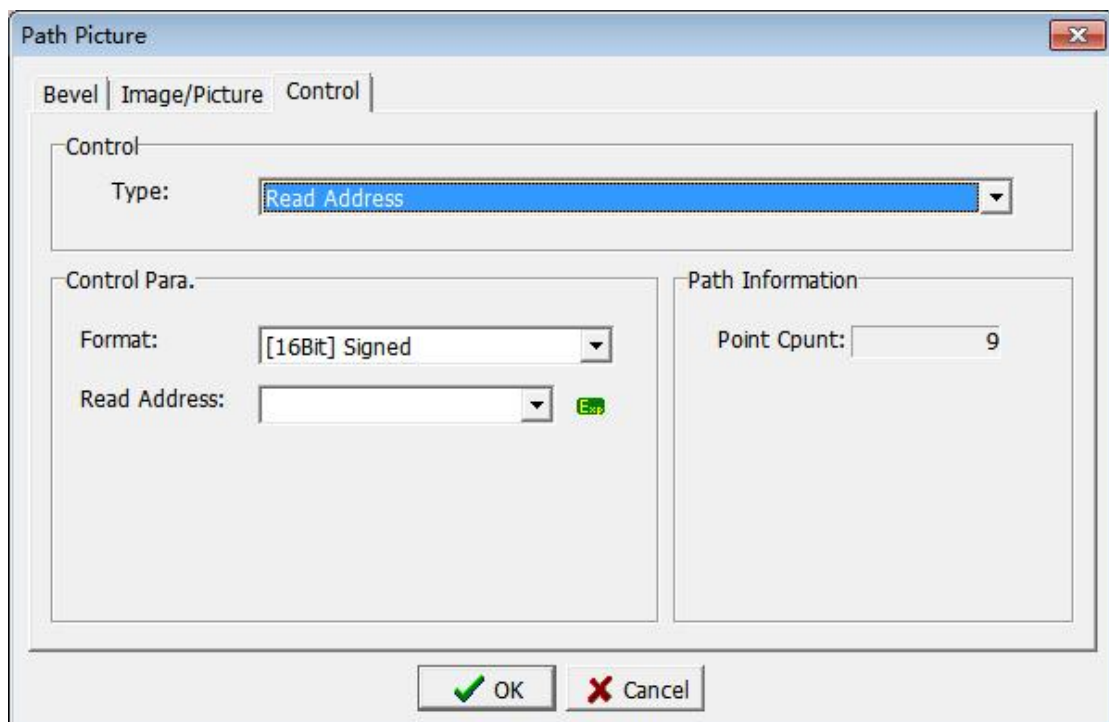 Path Picture
Bevel Image/Picture Control
Control
Type: Read Address
Control Para.
Format: [16Bit] Signed
Read Address: Exp
Path Information
Point Cpunt: 9
OK Cancel